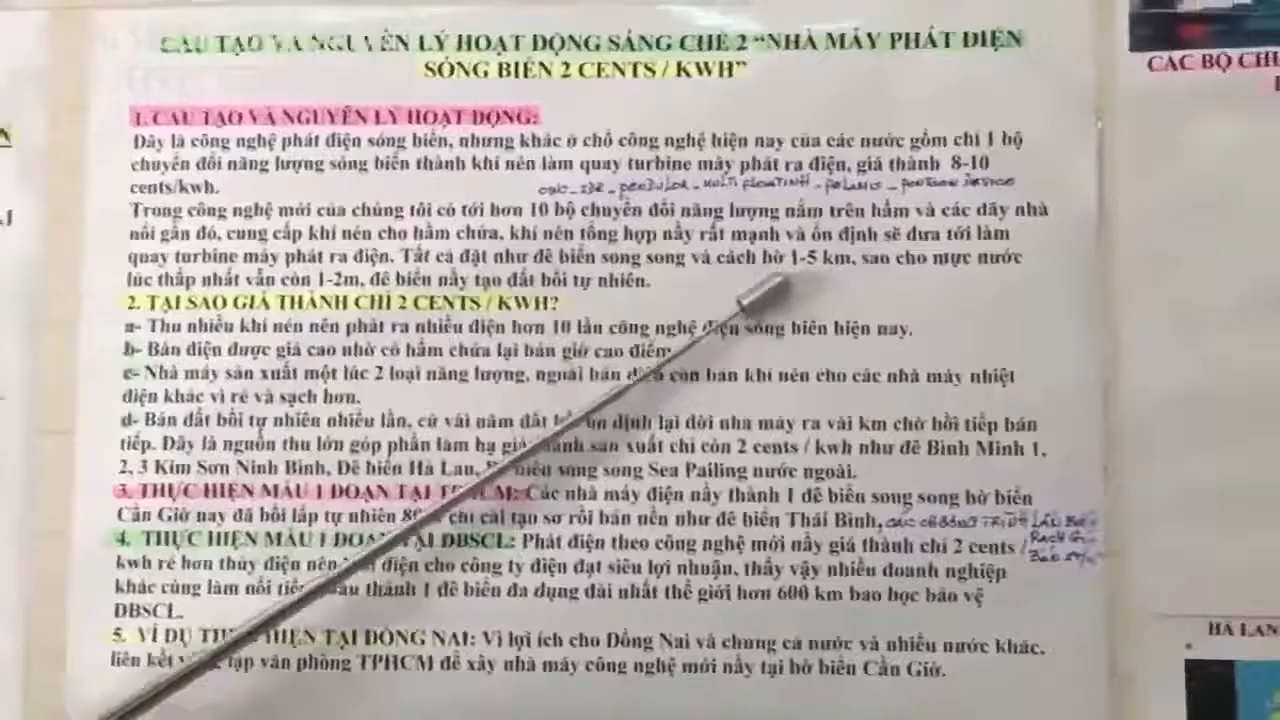 CẤU TẠO VÀ NGUYÊN LÝ HOẠT ĐỘNG SÁNG CHẾ 2 “NHÀ MÁY PHÁT ĐIỆN
SÓNG BIỂN 2 CENTS / KWH”
1. CẤU TẠO VÀ NGUYÊN LÝ HOẠT ĐỘNG:
Đây là công nghệ phát điện sóng biển, nhưng khác ở chỗ công nghệ hiện nay của các nước gồm chỉ 1 bộ
chuyển đổi năng lượng sóng biển thành khí nén làm quay turbine máy phát ra điện, giá thành 8-10
cents/kwh.
Trong công nghệ mới của chúng tôi có tới hơn 10 bộ chuyển đổi năng lượng nằm trên hầm và các dãy nhà
nổi gần đó, cung cấp khí nén cho hầm chứa, khí nén tổng hợp nầy rất mạnh và ổn định sẽ đưa tới làm
quay turbine máy phát ra điện. Tất cả đặt như đê biển song song và cách bờ 1-5 km, sao cho mực nước
lúc thấp nhất vẫn còn 1-2m, đê biển nầy tạo đất bồi tự nhiên.
2. TẠI SAO GIÁ THÀNH CHỈ 2 CENTS / KWH?
a- Thu nhiều khí nén nên phát ra nhiều điện hơn 10 lần công nghệ điện sóng biển hiện nay.
b- Bán điện được giá cao nhờ có hầm chứa lại bán giờ cao điểm
c- Nhà máy sản xuất một lúc 2 loại năng lượng, ngoài bán điện còn bán khí nén cho các nhà máy nhiệt
điện khác vì rẻ và sạch hơn.
d- Bán đất bồi tự nhiên nhiều lần, cứ vài năm đất định lại dời nhà máy ra vài km chờ bồi tiếp bán
tiếp. Đây là nguồn thu lớn góp phần làm hạ giá thành sản xuất chỉ còn 2 cents / kwh như đê Bình Minh 1,
2, 3 Kim Sơn Ninh Bình, Đê biển Hà Lan, biển song song Sea Pailing nước ngoài.
3. THỰC HIỆN MẪU 1 ĐOẠN TẠI TPHCM: Các nhà máy điện nầy thành 1 đê biển song song bờ biển
Cần Giờ nay đã bồi lấp tự nhiên chỉ cải tạo sơ rồi bán nền như đê biển Thái Bình,
4. THỰC HIỆN MẪU 1 ĐOẠN TẠI ĐBSCL: Phát điện theo công nghệ mới nầy giá thành chỉ 2 cents /
kwh rẻ hơn thủy điện nên điện cho công ty điện đạt siêu lợi nhuận, thấy vậy nhiều doanh nghiệp
khác cùng làm nối thành 1 đê biển đa dụng dài nhất thế giới hơn 600 km bao bọc bảo vệ
ĐBSCL.
5. VÍ DỤ THỰC HIỆN TẠI ĐỒNG NAI: Vì lợi ích cho Đồng Nai và chung cả nước và nhiều nước khác,
liên kết lập văn phòng TPHCM để xây nhà máy công nghệ mới nầy tại bờ biển Cần Giờ.
CÁC BỘ
HÀ LAN